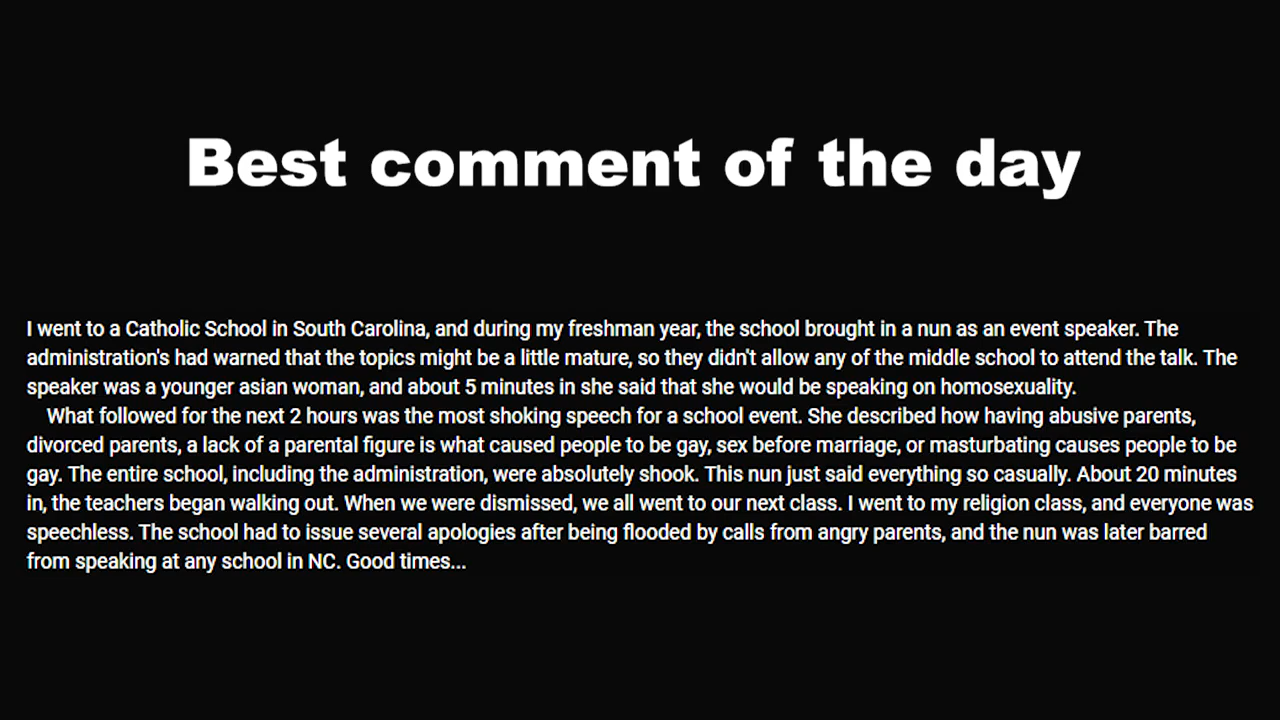 Best comment of the day
I went to a Catholic School in South Carolina, and during my freshman year, the school brought in a nun as an event speaker. The
administration's had warned that the topics might be a little mature, so they didn't allow any of the middle school to attend the talk. The
speaker was a younger asian woman, and about 5 minutes in she said that she would be speaking on homosexuality.
What followed for the next 2 hours was the most shoking speech for a school event. She described how having abusive parents,
divorced parents, a lack of a parental figure is what caused people to be gay, sex before marriage, or masturbating causes people to be
gay. The entire school, including the administration, were absolutely shook. This nun just said everything so casually. About 20 minutes
in, the teachers began walking out. When we were dismissed, we all went to our next class. I went to my religion class, and everyone was
speechless. The school had to issue several apologies after being flooded by calls from angry parents, and the nun was later barred
from speaking at any school in NC. Good times...